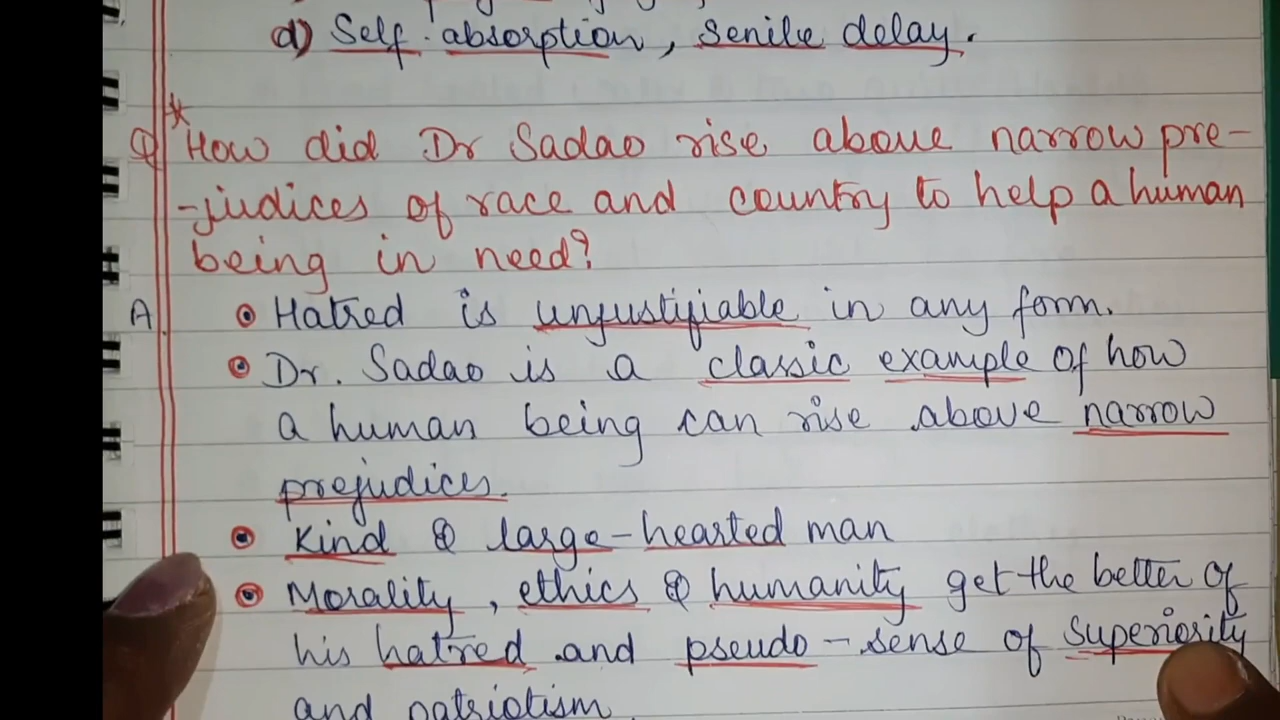 d) Self-absorption, senile delay.
Q *How did Dr Sadao rise above narrow pre-
-judices of race and country to help a human
being in need?
A • Hatred is unjustifiable in any form.
• Dr. Sadao is a classic example of how
a human being can rise above narrow
prejudices.
• Kind & large-hearted man
• Morality, ethics & humanity get the better of
his hatred and pseudo-sense of superiority
and patriotism.